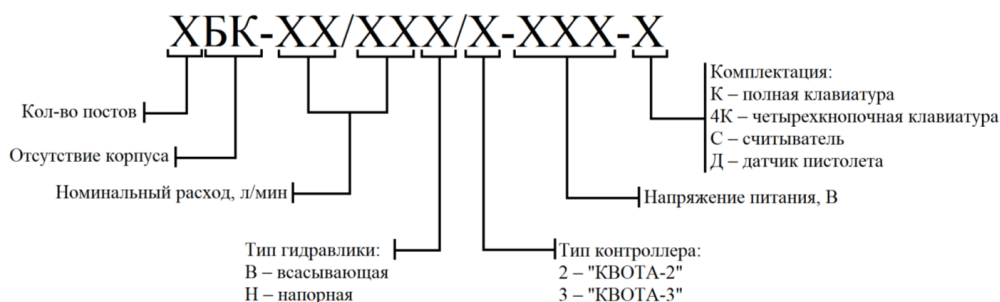 ХБК-ХХ/ХХХ/Х-ХХХ-Х
Кол-во постов
Отсутствие корпуса
Номинальный расход, л/мин
Тип гидравлики:
В – всасывающая
Н – напорная
Тип контроллера:
2 – "КВОТА-2"
3 – "КВОТА-3"
Напряжение питания, В
Комплектация:
К – полная клавиатура
4К – четырехкнопочная клавиатура
С – считыватель
Д – датчик пистолета